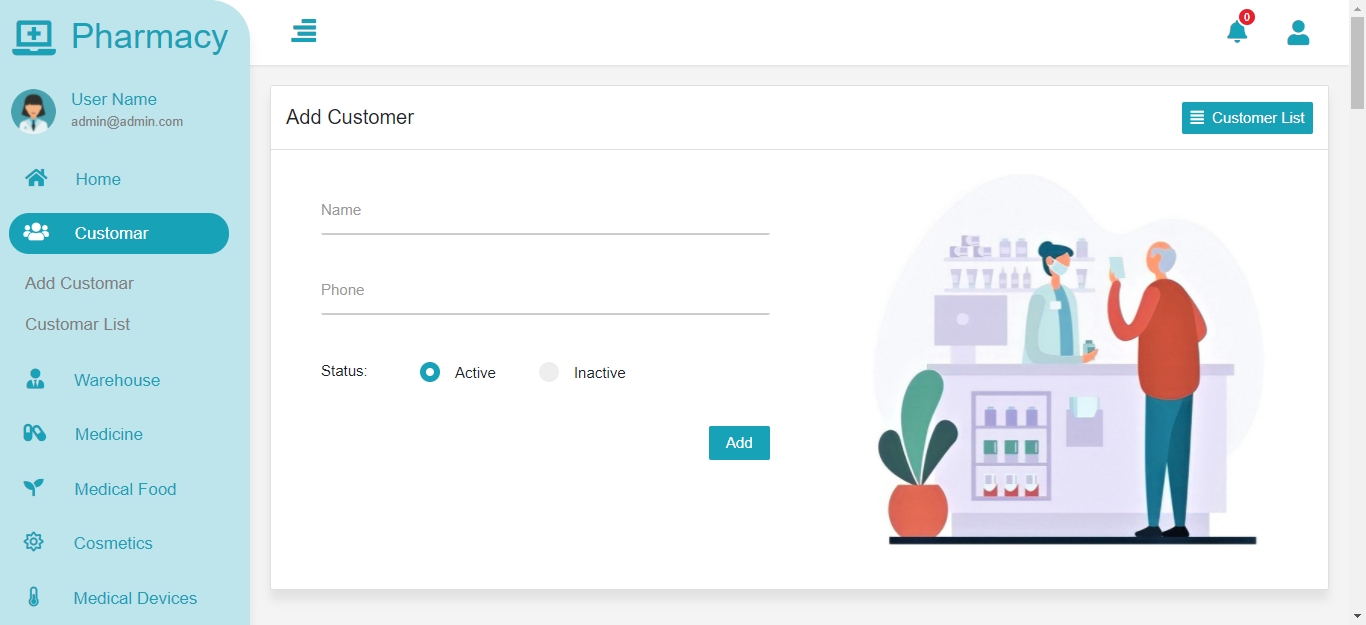 Pharmacy
User Name
admin@admin.com
Home
Customar
Add Customar
Customar List
Warehouse
Medicine
Medical Food
Cosmetics
Medical Devices
0
Add Customer
Customer List
Name
Phone
Status: Active Inactive
Add